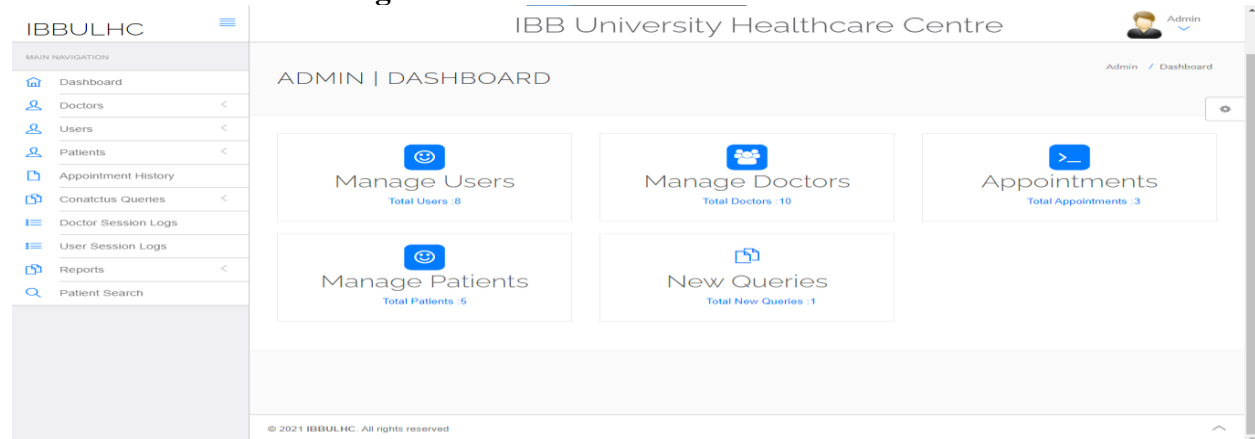 IBBULHC
IBB University Healthcare Centre
Admin
MAIN NAVIGATION
Dashboard
Doctors
Users
Patients
Appointment History
Conatctus Queries
Doctor Session Logs
User Session Logs
Reports
Patient Search
ADMIN | DASHBOARD
Admin / Dashboard
Manage Users
Total Users :8
Manage Doctors
Total Doctors :10
Appointments
Total Appointments :3
Manage Patients
Total Patients :5
New Queries
Total New Queries :1
© 2021 IBBULHC. All rights reserved